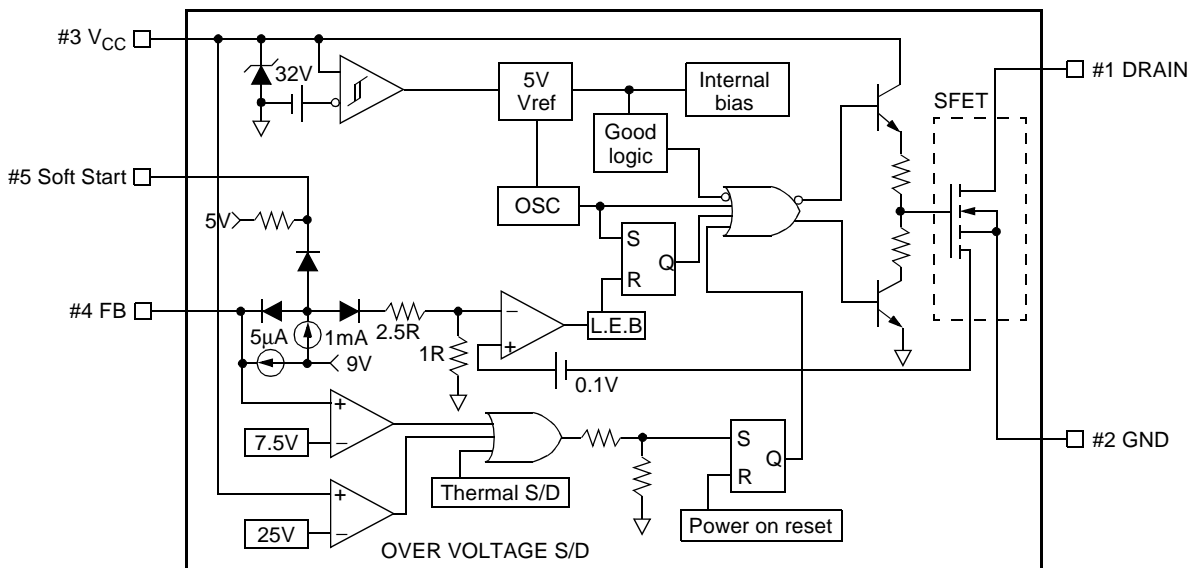 #3 VCC
32V
5V
Vref
Internal
bias
#1 DRAIN
SFET
Good
logic
#5 Soft Start
5V
OSC
S
Q
R
#4 FB
5μA
1mA
2.5R
−
+
L.E.B
9V
1R
0.1V
+
7.5V
−
S
Q
R
#2 GND
Thermal S/D
+
25V
−
Power on reset
OVER VOLTAGE S/D